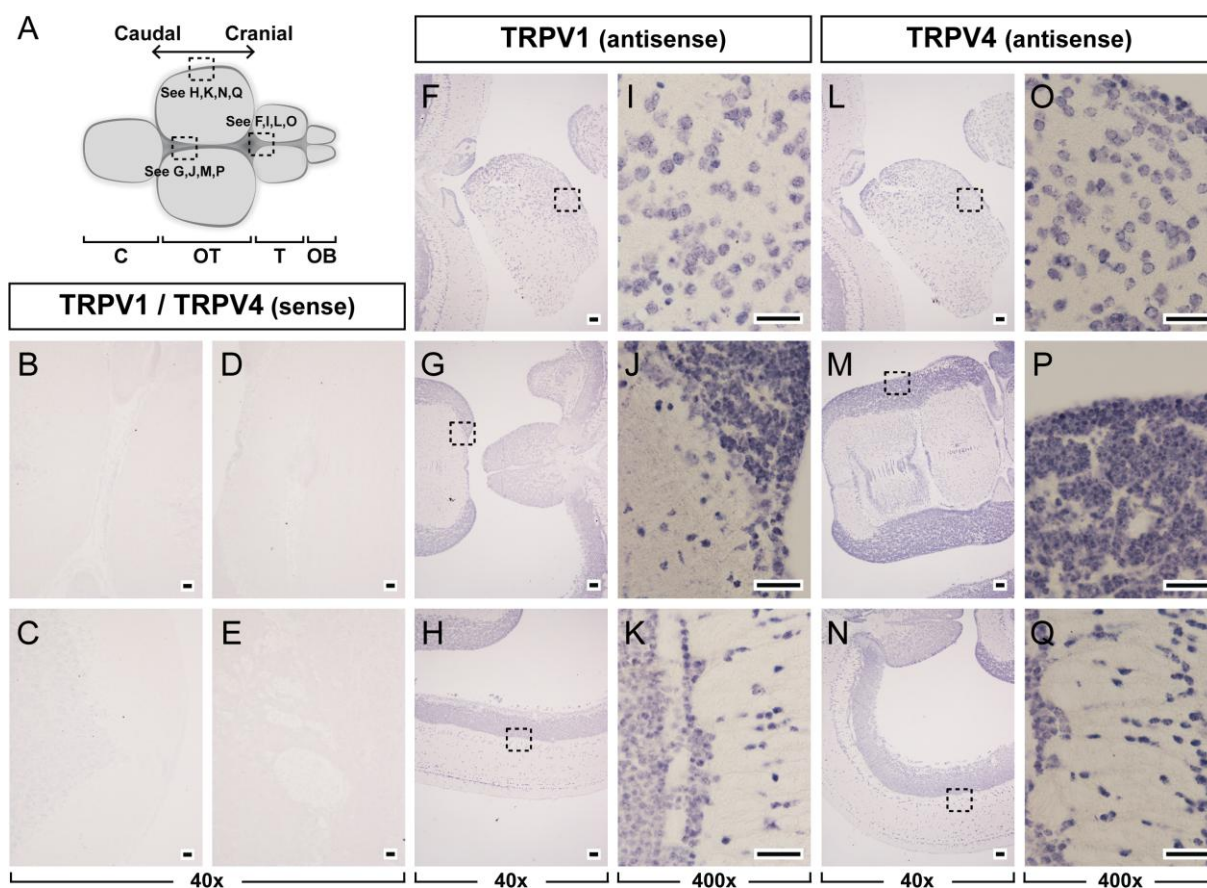 A
Caudal Cranial
See H,K,N,Q
See F,I,L,O
See G,J,M,P
C OT T OB
TRPV1 / TRPV4 (sense)
B D
C E
40x
TRPV1 (antisense)
F I
G J
H K
40x 400x
TRPV4 (antisense)
L O
M P
N Q
40x 400x